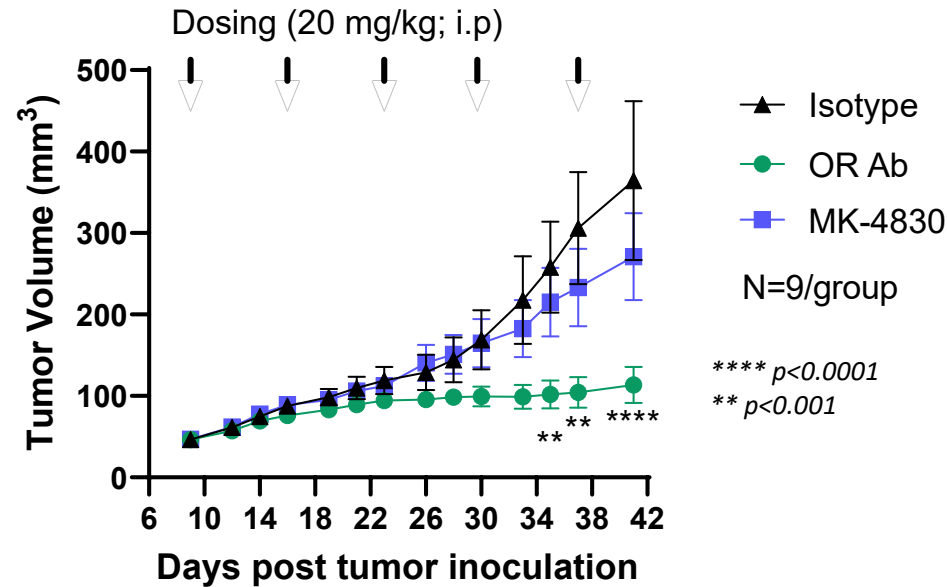 Dosing (20 mg/kg; i.p)
500
400
300
200
100
0
Tumor Volume (mm³)
6 10 14 18 22 26 30 34 38 42
Days post tumor inoculation
** ** ****
Isotype
OR Ab
MK-4830
N=9/group
**** p<0.0001
** p<0.001